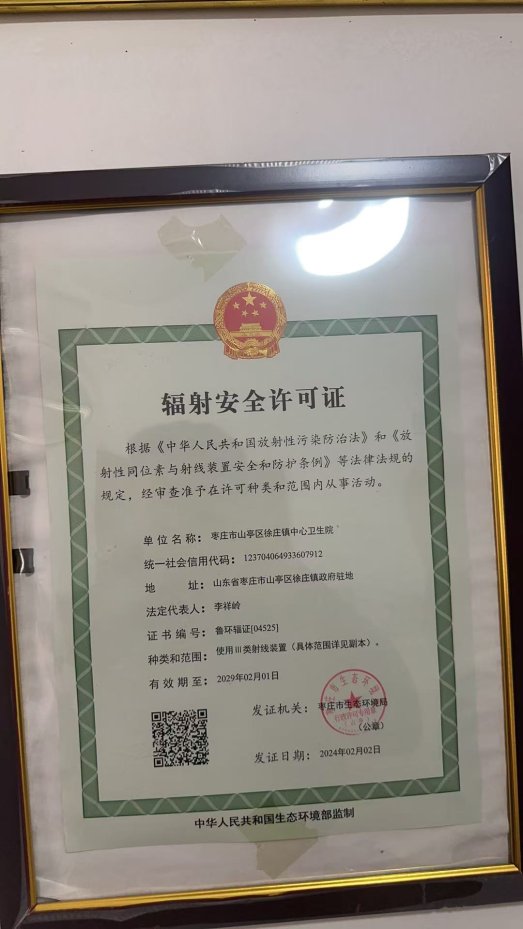 辐射安全许可证
根据《中华人民共和国放射性污染防治法》和《放
射性同位素与射线装置安全和防护条例》等法律法规的
规定，经审查准予在许可种类和范围内从事活动。
单位名称： 枣庄市山亭区徐庄镇中心卫生院
统一社会信用代码： 123704064933607912
地 址： 山东省枣庄市山亭区徐庄镇政府驻地
法定代表人： 李祥岭
证书编号： 鲁环辐证[04525]
种类和范围： 使用Ⅲ类射线装置（具体范围详见副本）。
有效期至： 2029年02月01日
发证机关： 枣庄市生态环境局
行政许可专用章
（公章）
发证日期： 2024年02月02日
中华人民共和国生态环境部监制